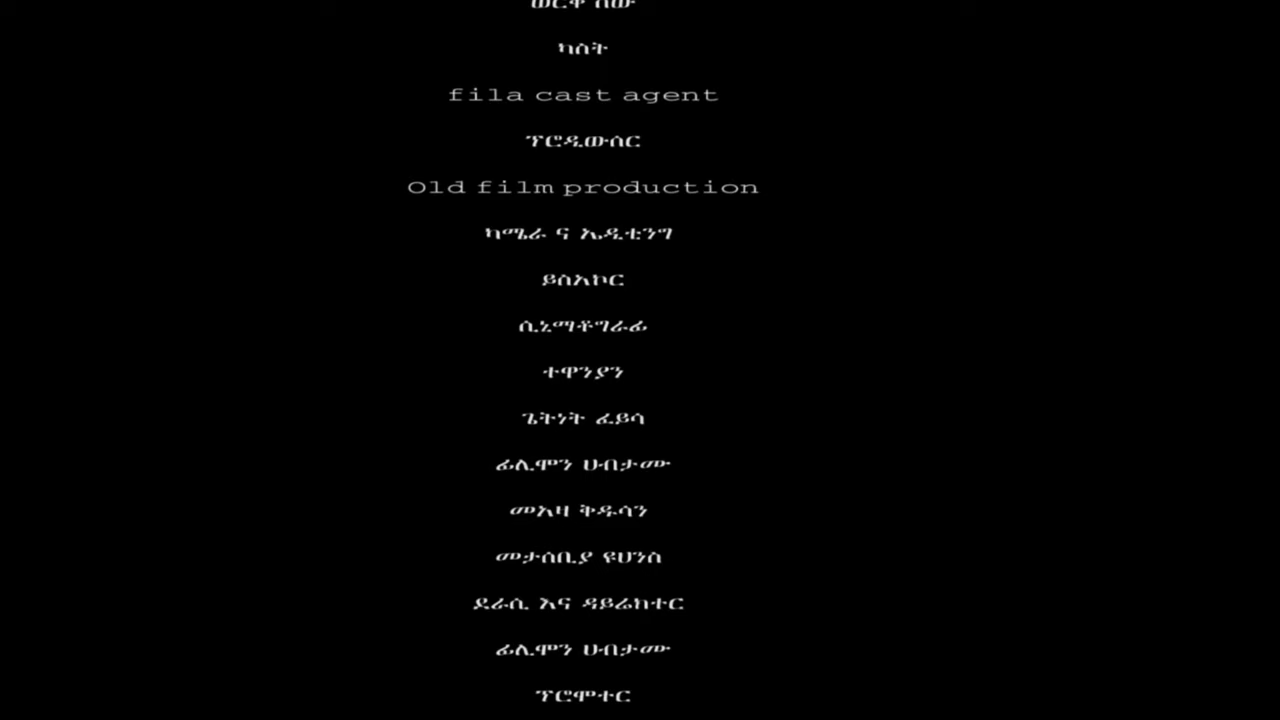 ካስት
fila cast agent
ፕሮዲውሰር
Old film production
ካሜራ ና ኤዲቲንግ
ይስአኮር
ሲኒማቶግራፊ
ተዋንያን
ጌትነት ፈይሳ
ፊሊሞን ሀብታሙ
መአዛ ቅዱሳን
መታሰቢያ ዩሀንስ
ደራሲ እና ዳይሬክተር
ፊሊሞን ሀብታሙ
ፕሮሞተር